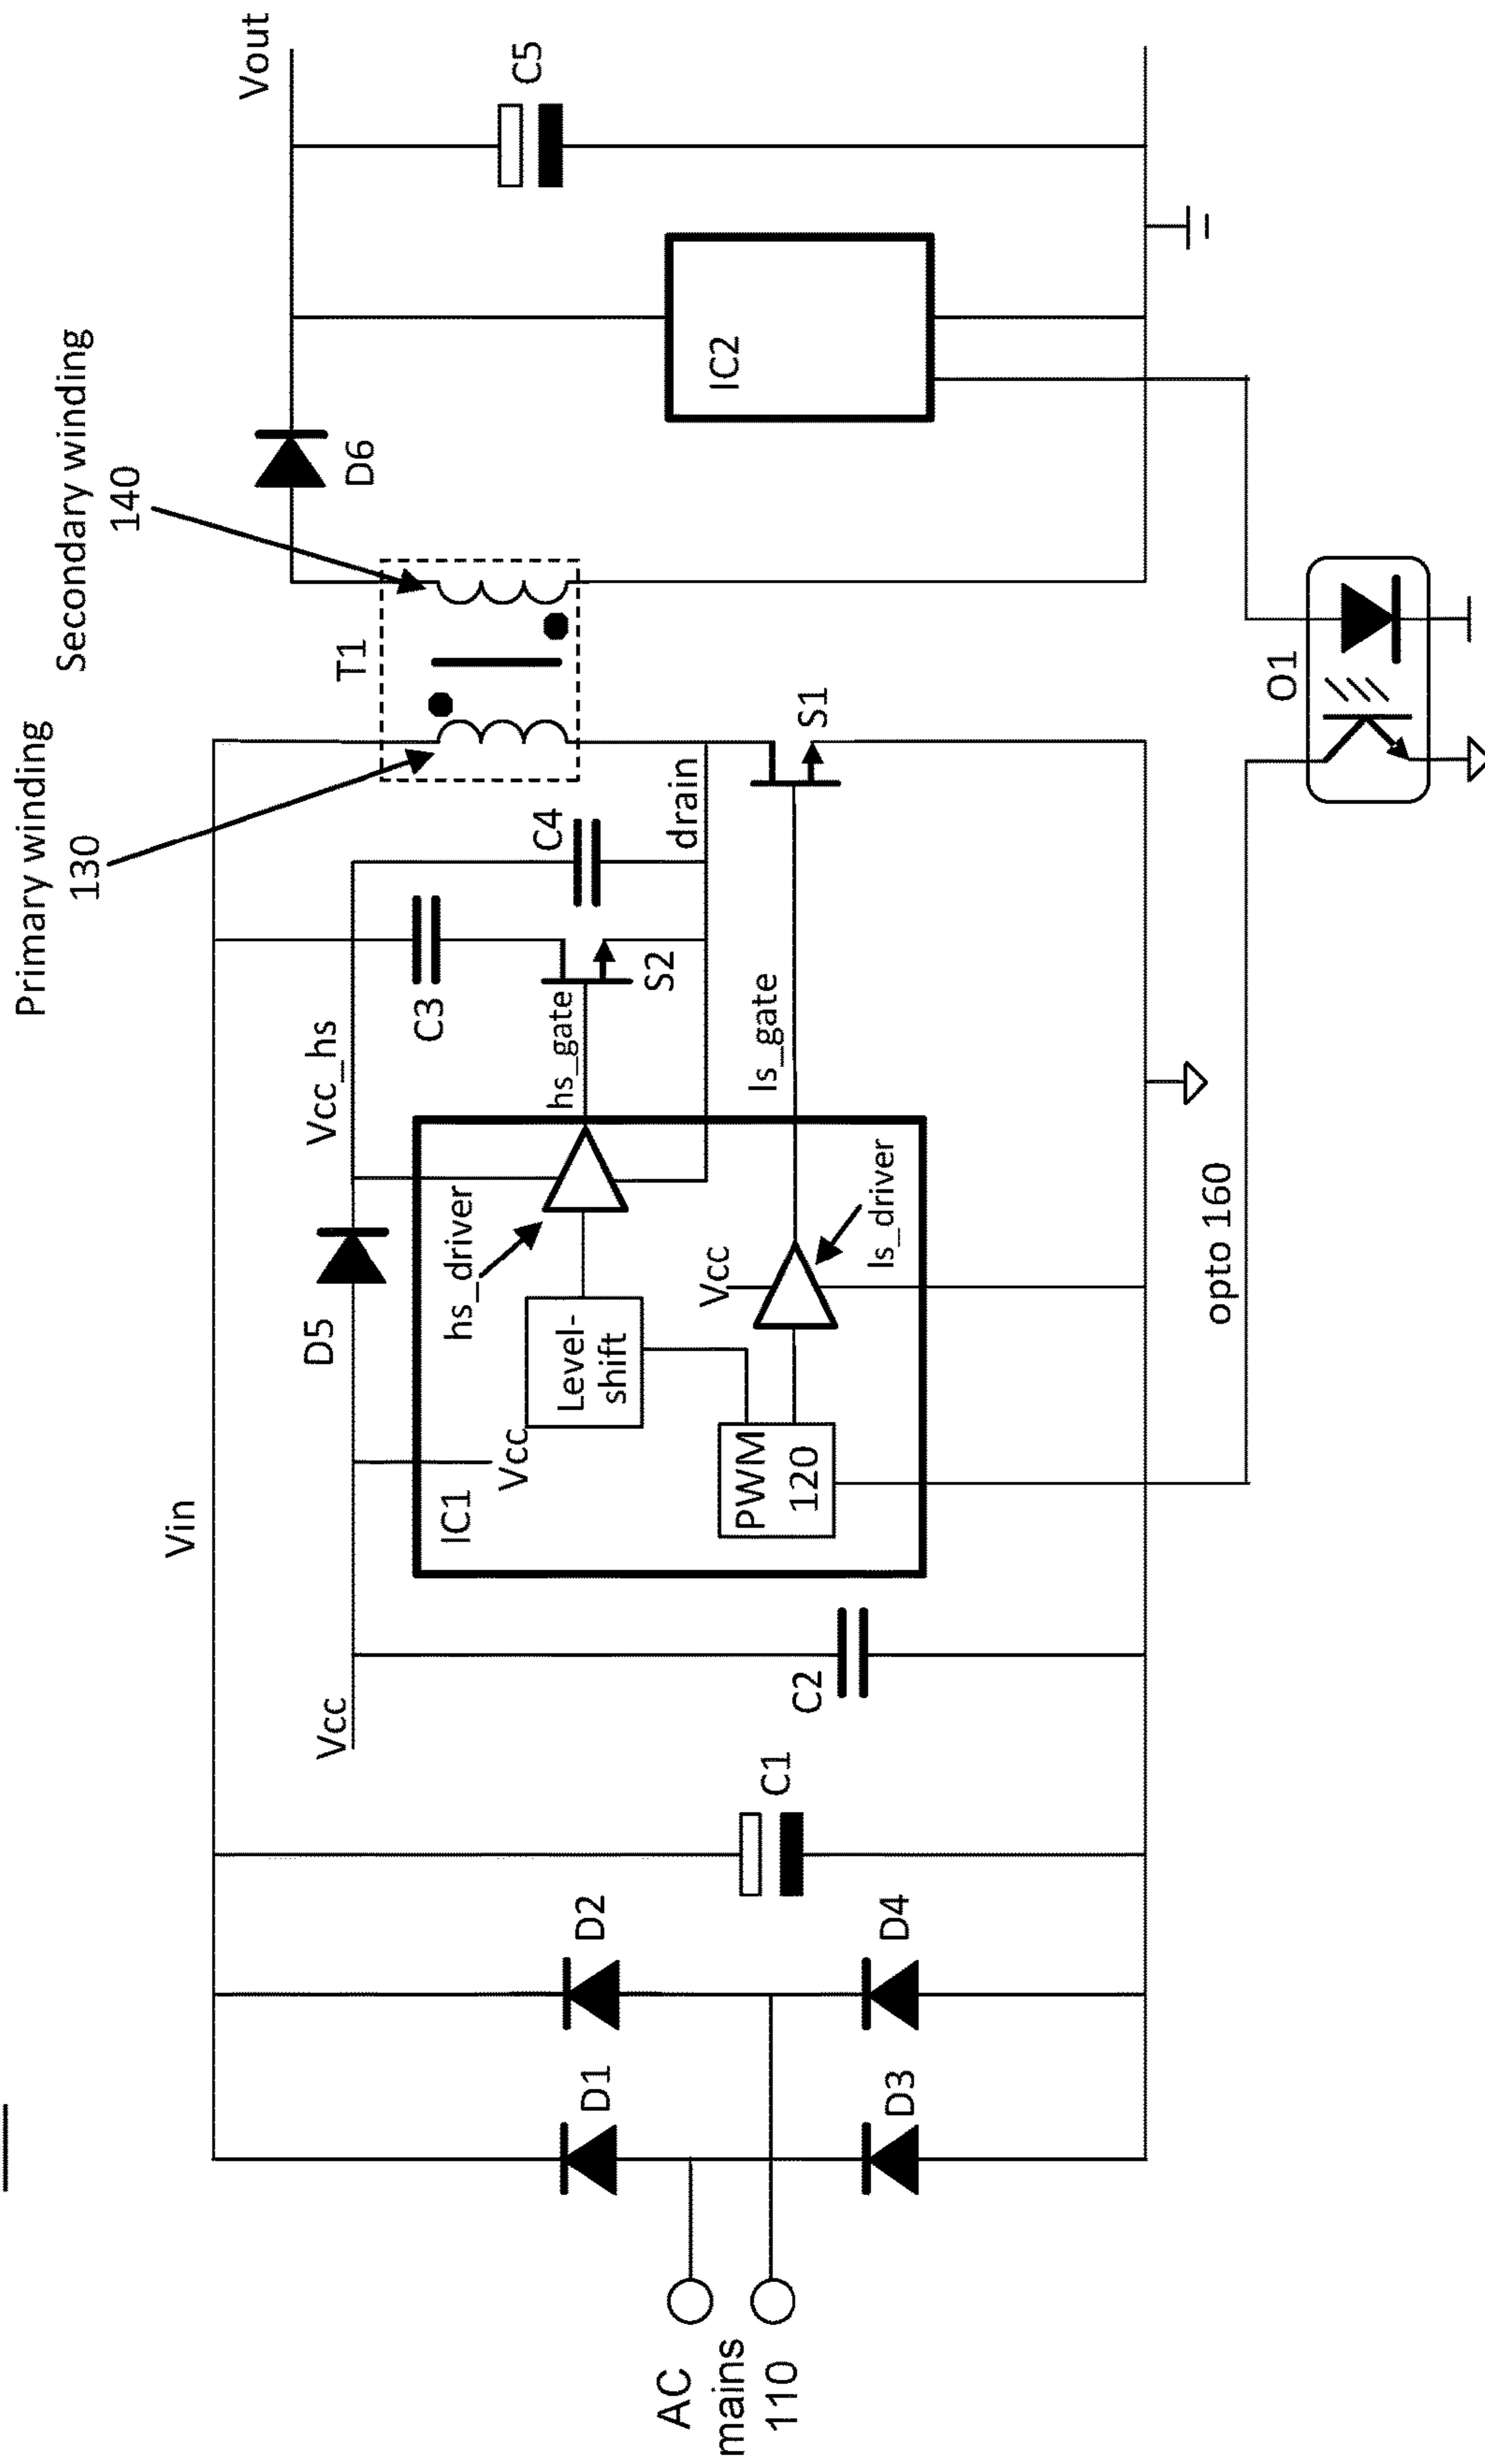 Primary winding
130
Secondary winding
140
Vin
Vout
T1
D6
D5
Vcc
Vcc_hs
C3
C4
C5
hs_driver
hs_gate
S2
drain
IC1
Vcc
Level-
shift
IC2
AC
mains
110
D1
D2
C1
C2
PWM
120
Vcc
ls_driver
ls_gate
S1
D3
D4
opto 160
O1